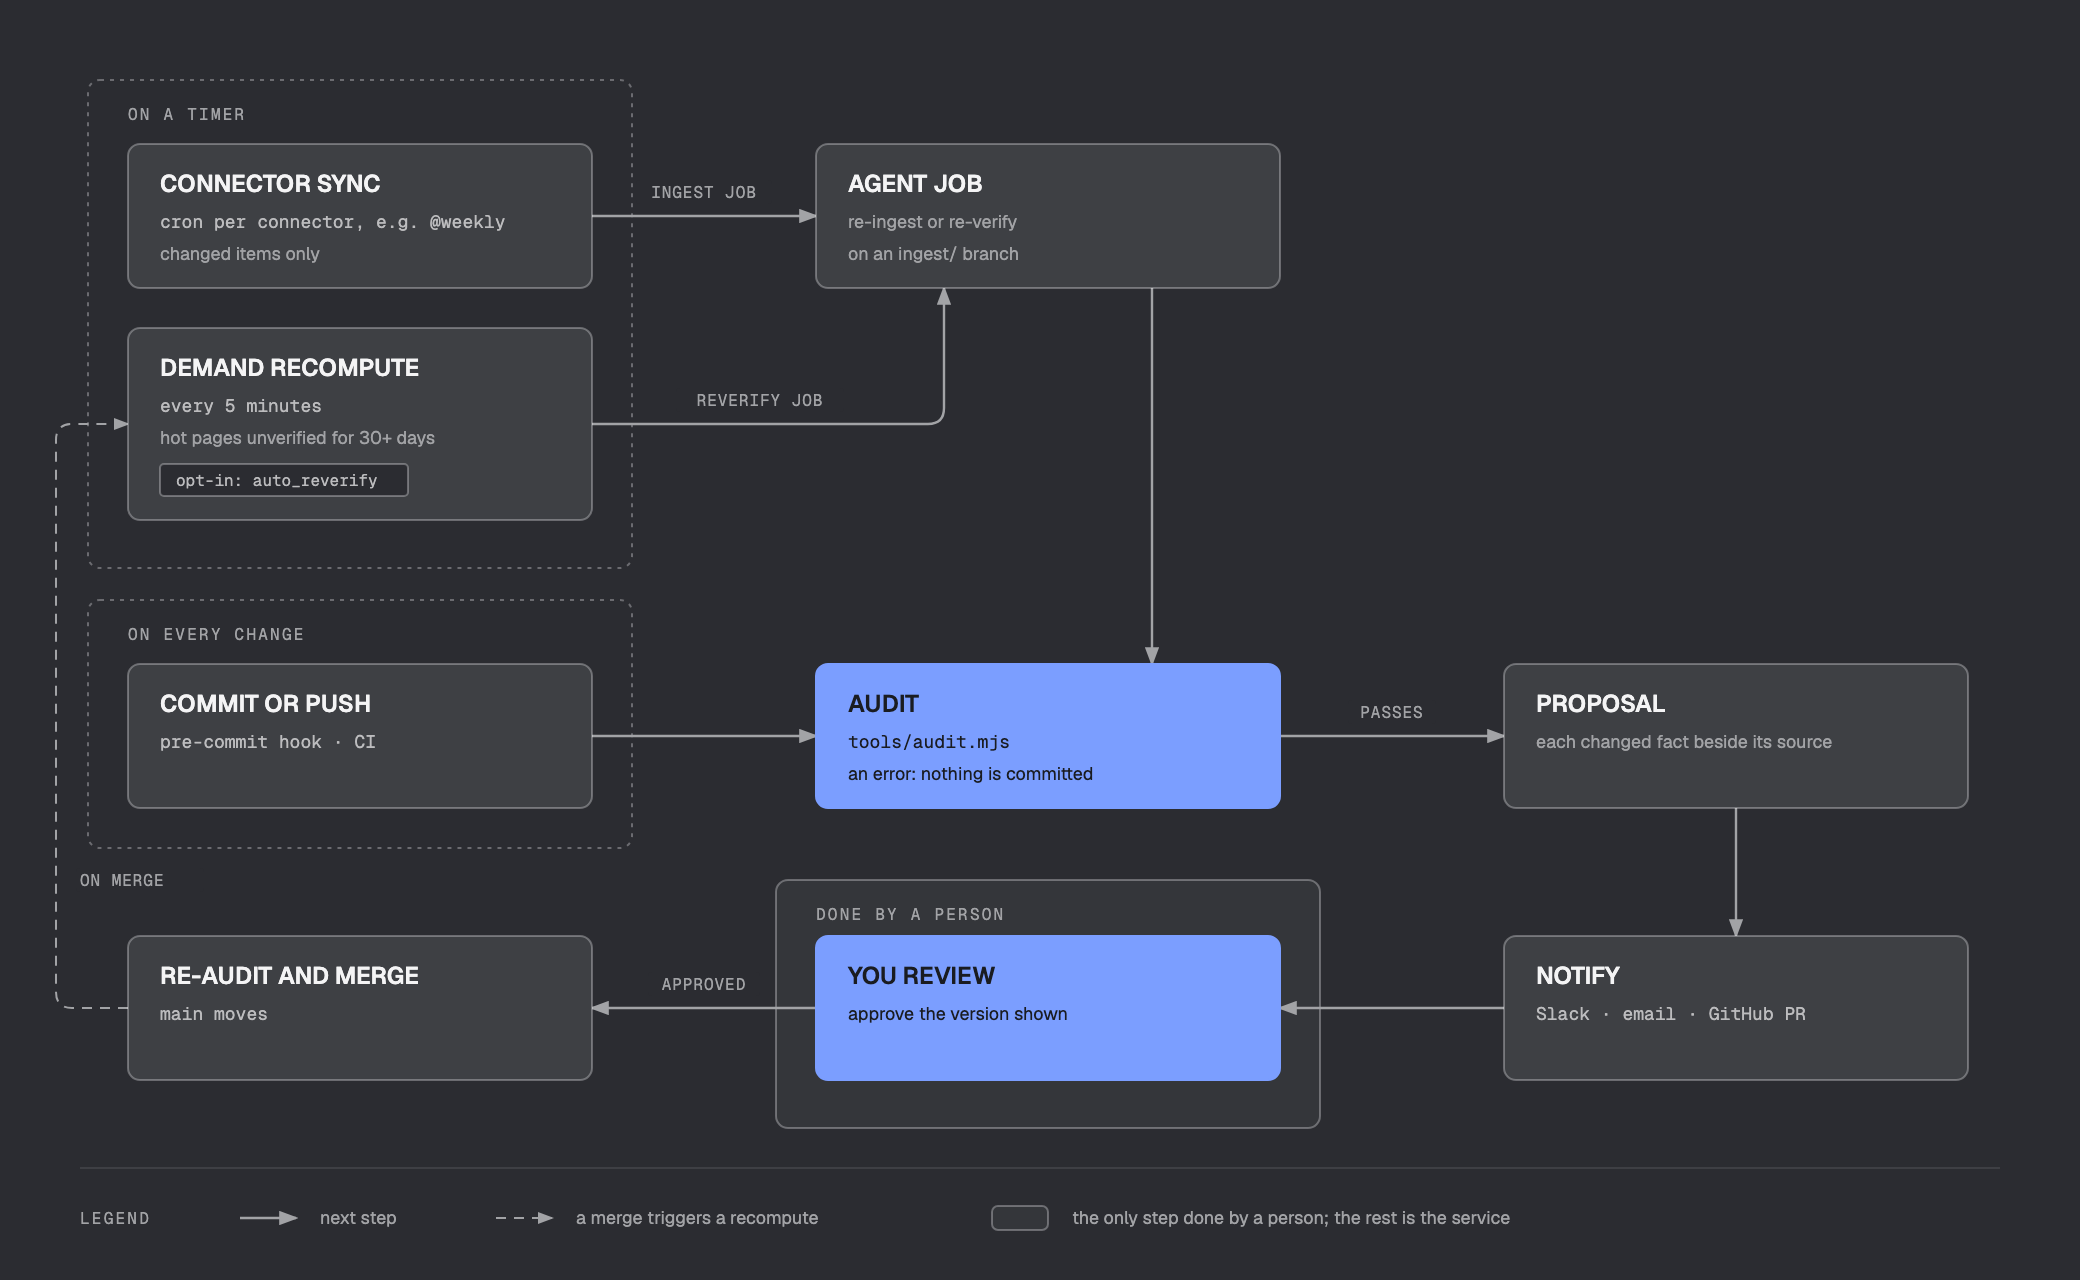 ON A TIMER
CONNECTOR SYNC
cron per connector, e.g. @weekly
changed items only
INGEST JOB
AGENT JOB
re-ingest or re-verify
on an ingest/ branch
DEMAND RECOMPUTE
every 5 minutes
hot pages unverified for 30+ days
opt-in: auto_reverify
REVERIFY JOB
ON EVERY CHANGE
COMMIT OR PUSH
pre-commit hook · CI
AUDIT
tools/audit.mjs
an error: nothing is committed
PASSES
PROPOSAL
each changed fact beside its source
ON MERGE
RE-AUDIT AND MERGE
main moves
APPROVED
DONE BY A PERSON
YOU REVIEW
approve the version shown
NOTIFY
Slack · email · GitHub PR
LEGEND
next step
a merge triggers a recompute
the only step done by a person; the rest is the service